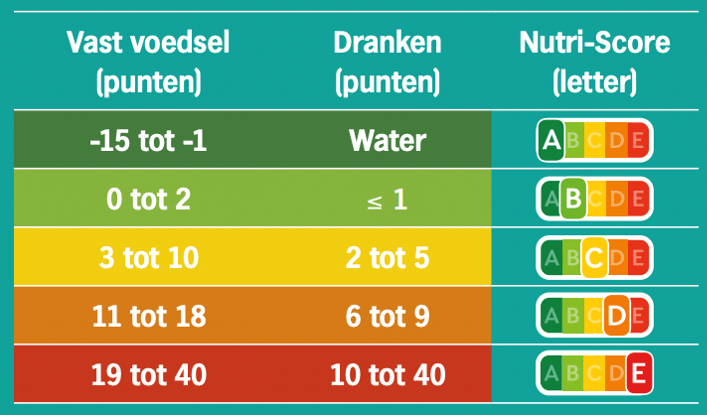 Vast voedsel (punten) Dranken (punten) Nutri-Score (letter)
-15 tot -1 Water A B C D E
0 tot 2 ≤ 1 A B C D E
3 tot 10 2 tot 5 A B C D E
11 tot 18 6 tot 9 A B C D E
19 tot 40 10 tot 40 A B C D E